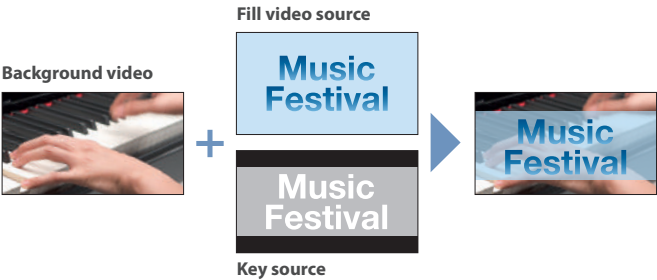 Fill video source
Background video
Music
Festival
+
Music
Festival
Key source
Music
Festival